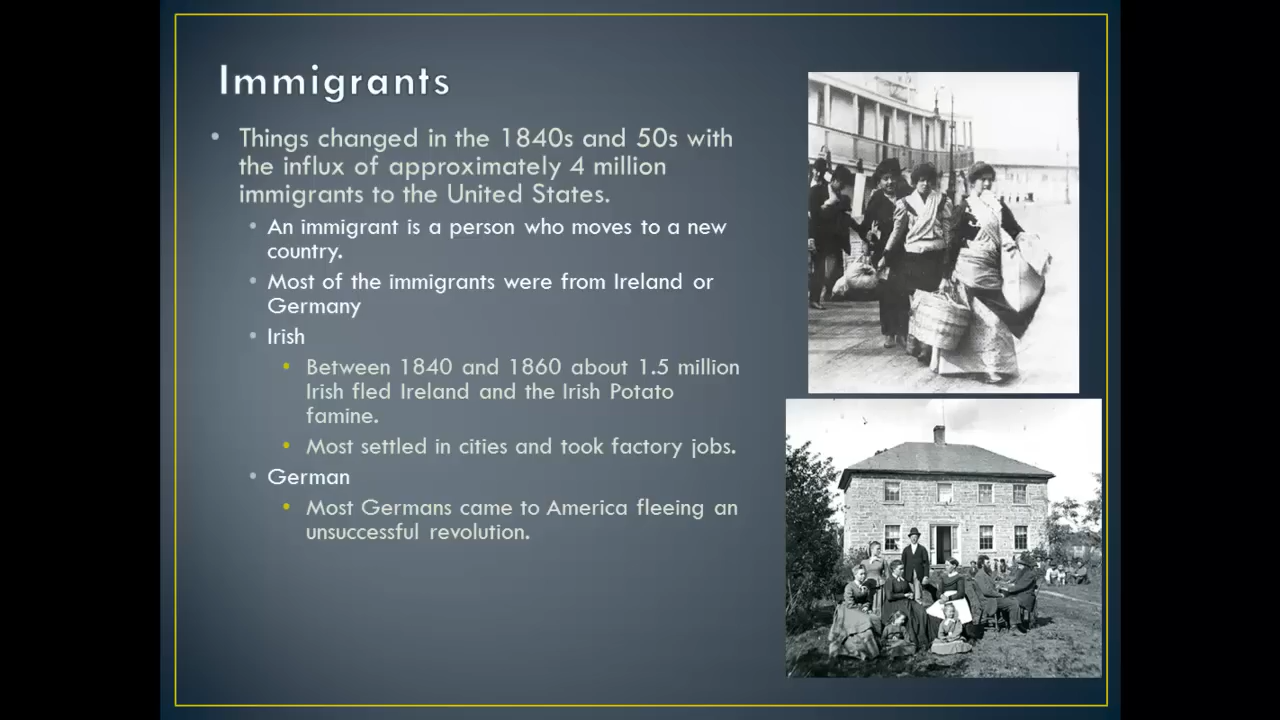 Immigrants
• Things changed in the 1840s and 50s with
the influx of approximately 4 million
immigrants to the United States.
• An immigrant is a person who moves to a new
country.
• Most of the immigrants were from Ireland or
Germany
• Irish
• Between 1840 and 1860 about 1.5 million
Irish fled Ireland and the Irish Potato
famine.
• Most settled in cities and took factory jobs.
• German
• Most Germans came to America fleeing an
unsuccessful revolution.